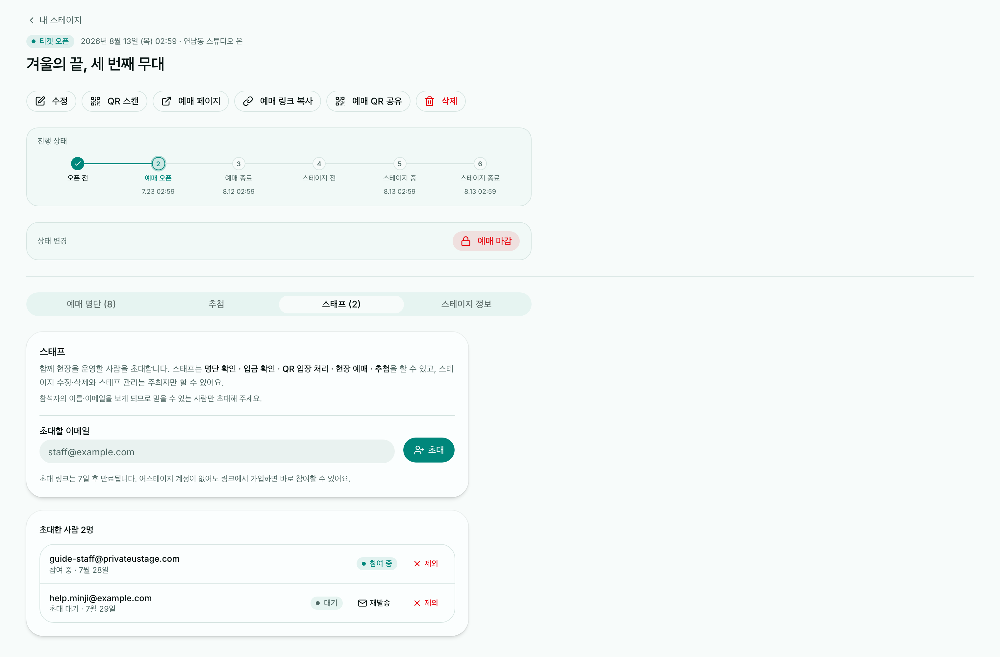 내 스테이지
티켓 오픈 2026년 8월 13일 (목) 02:59 · 연남동 스튜디오 온
겨울의 끝, 세 번째 무대
수정 QR 스캔 예매 페이지 예매 링크 복사 예매 QR 공유 삭제
진행 상태
2 3 4 5 6
오픈 전 예매 오픈 예매 종료 스테이지 전 스테이지 중 스테이지 종료
7.23 02:59 8.12 02:59 8.13 02:59 8.13 02:59
상태 변경 예매 마감
예매 명단 (8) 추첨 스태프 (2) 스테이지 정보
스태프
함께 현장을 운영할 사람을 초대합니다. 스태프는 명단 확인 · 입금 확인 · QR 입장 처리 · 현장 예매 · 추첨을 할 수 있고, 스테
이지 수정·삭제와 스태프 관리는 주최자만 할 수 있어요.
참석자의 이름·이메일을 보게 되므로 믿을 수 있는 사람만 초대해 주세요.
초대할 이메일
staff@example.com 초대
초대 링크는 7일 후 만료됩니다. 어스테이지 계정이 없어도 링크에서 가입하면 바로 참여할 수 있어요.
초대한 사람 2명
guide-staff@privateustage.com 참여 중 제외
참여 중 · 7월 28일
help.minji@example.com 대기 재발송 제외
초대 대기 · 7월 29일